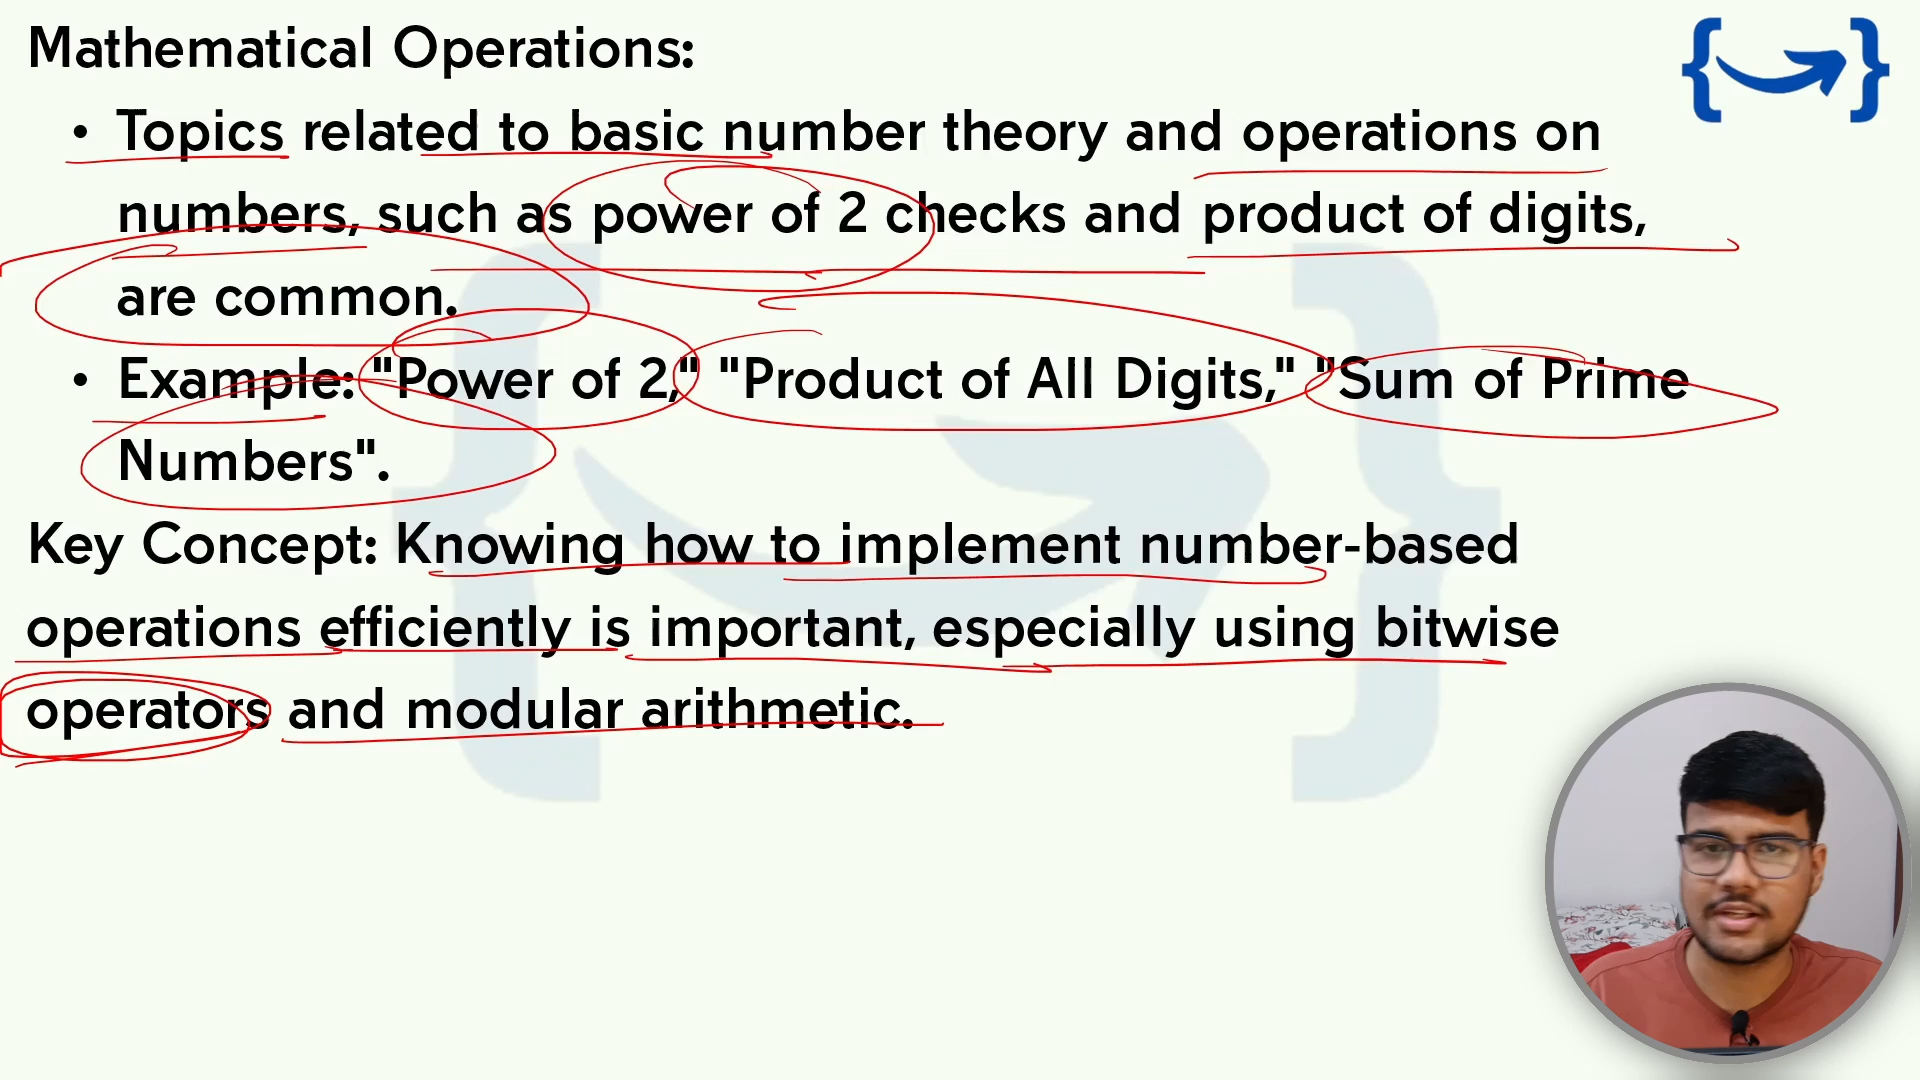 Mathematical Operations:
• Topics related to basic number theory and operations on
numbers, such as power of 2 checks and product of digits,
are common.
• Example: "Power of 2," "Product of All Digits," "Sum of Prime
Numbers".
Key Concept: Knowing how to implement number-based
operations efficiently is important, especially using bitwise
operators and modular arithmetic.